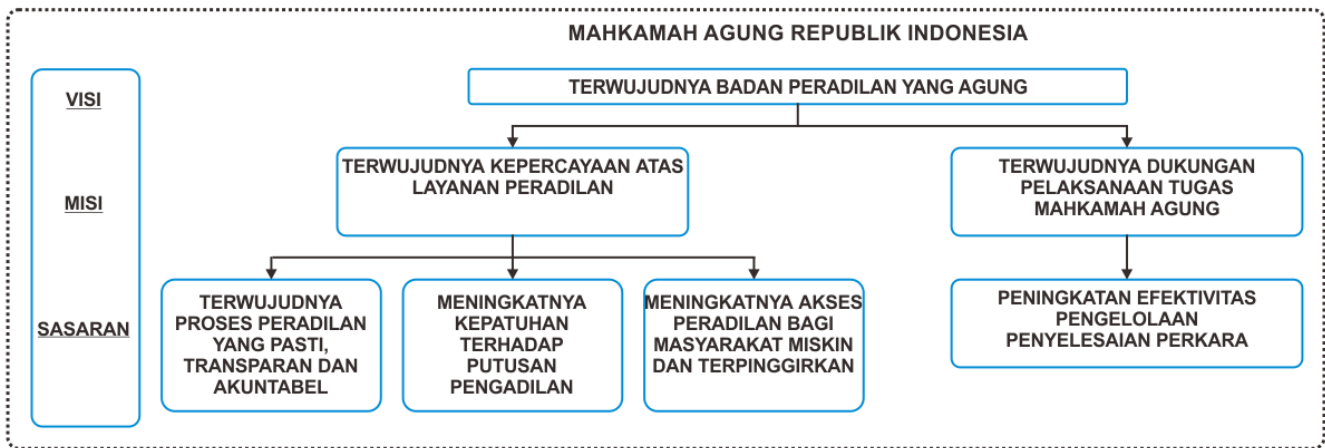 MAHKAMAH AGUNG REPUBLIK INDONESIA
VISI
TERWUJUDNYA BADAN PERADILAN YANG AGUNG
MISI
TERWUJUDNYA KEPERCAYAAN ATAS
LAYANAN PERADILAN
TERWUJUDNYA DUKUNGAN
PELAKSANAAN TUGAS
MAHKAMAH AGUNG
SASARAN
TERWUJUDNYA
PROSES PERADILAN
YANG PASTI,
TRANSPARAN DAN
AKUNTABEL
MENINGKATNYA
KEPATUHAN
TERHADAP
PUTUSAN
PENGADILAN
MENINGKATNYA AKSES
PERADILAN BAGI
MASYARAKAT MISKIN
DAN TERPINGGIRKAN
PENINGKATAN EFEKTIVITAS
PENGELOLAAN
PENYELESAIAN PERKARA